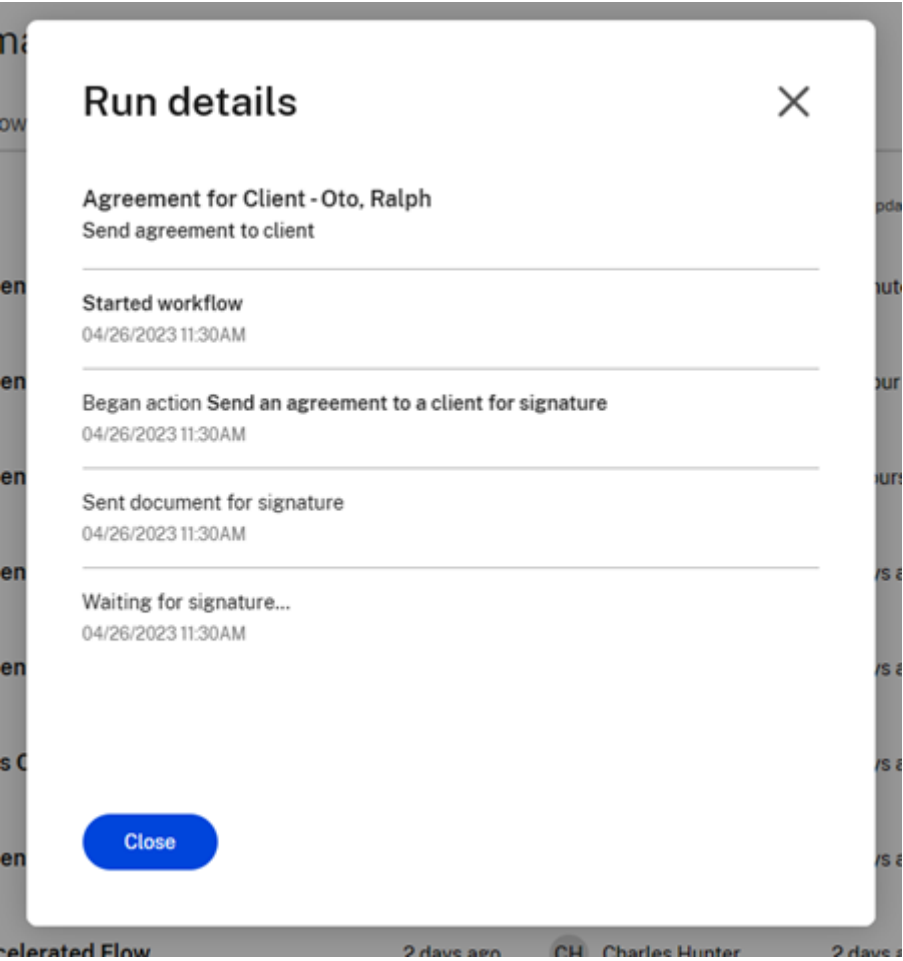 Run details
Agreement for Client - Oto, Ralph
Send agreement to client
Started workflow
04/26/2023 11:30AM
Began action Send an agreement to a client for signature
04/26/2023 11:30AM
Sent document for signature
04/26/2023 11:30AM
Waiting for signature...
04/26/2023 11:30AM
Close
Flow 2 days ago CH Charles Hunter 2 days